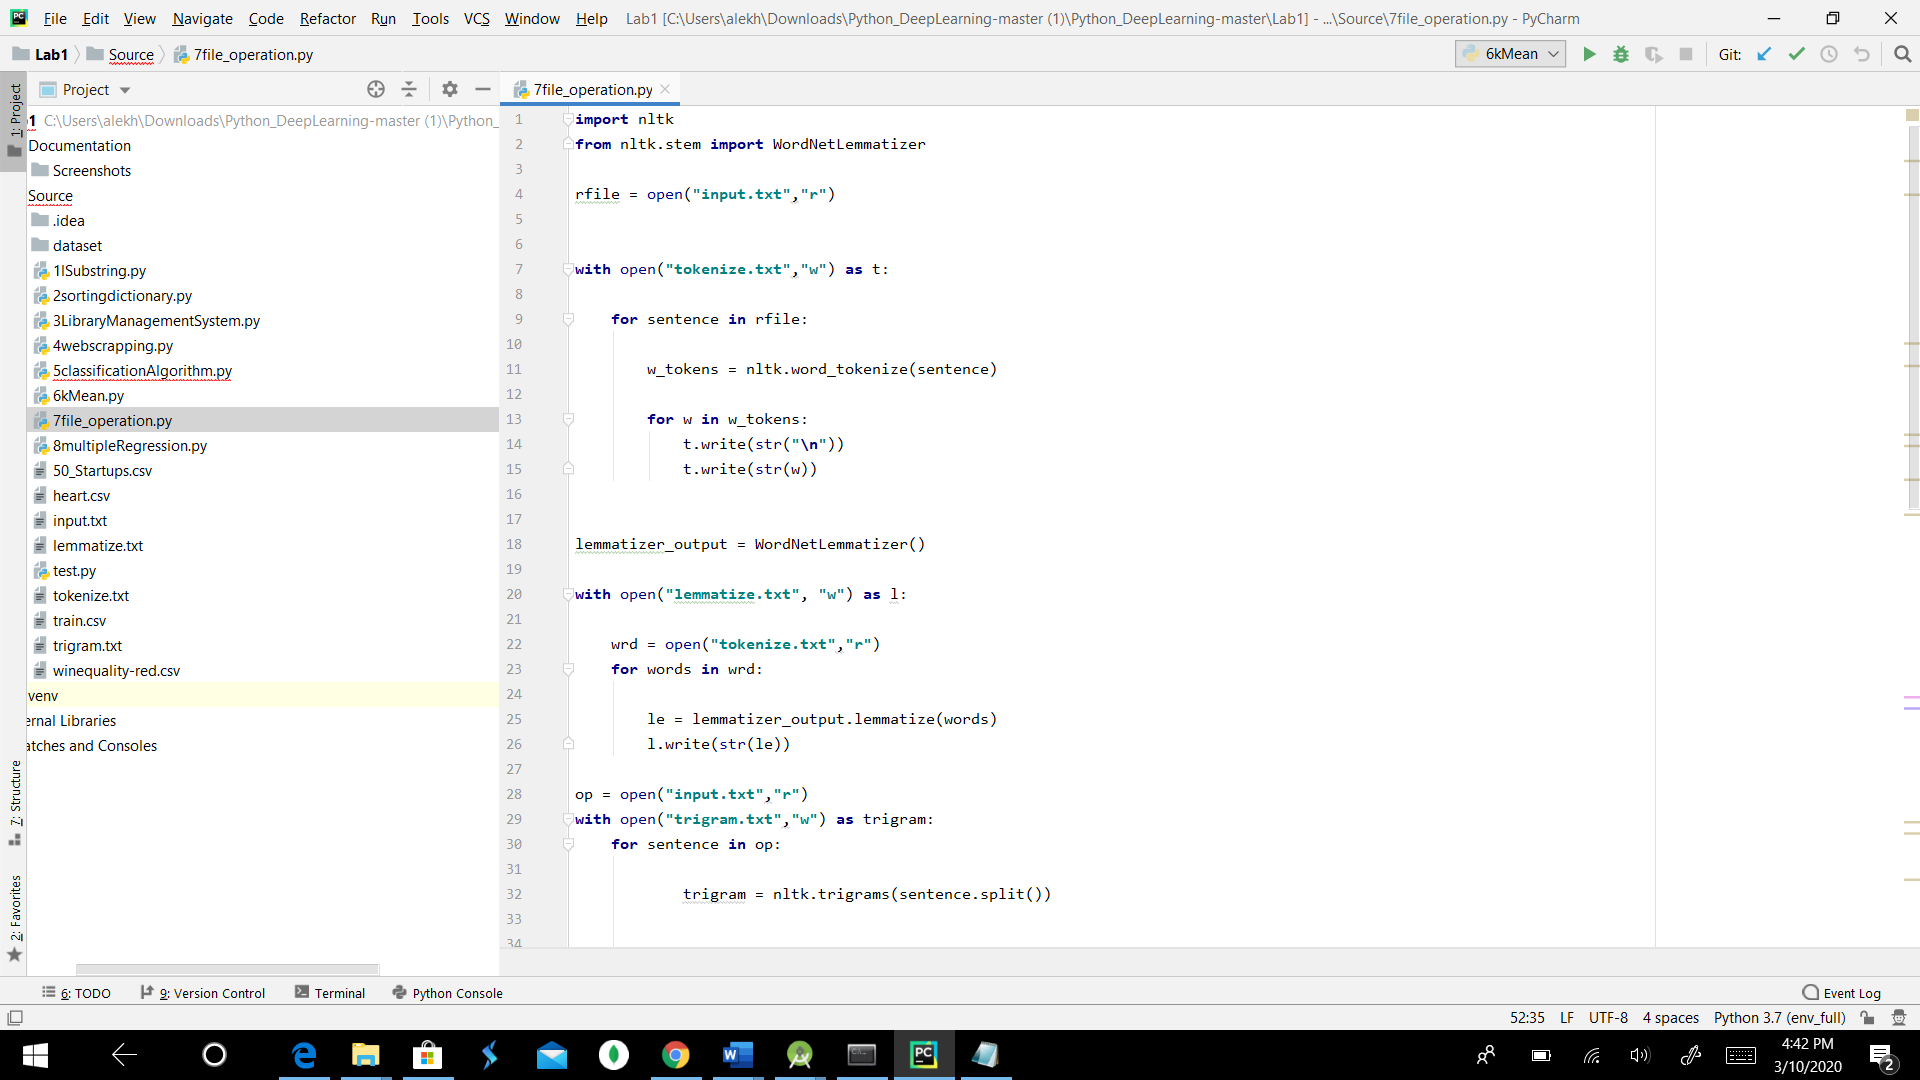 File Edit View Navigate Code Refactor Run Tools VCS Window Help Lab1 [C:\Users\alekh\Downloads\Python_DeepLearning-master (1)\Python_DeepLearning-master\Lab1] - ...\Source\7file_operation.py - PyCharm
Lab1 Source 7file_operation.py 6kMean Git:
Project 7file_operation.py
1: Project
1 C:\Users\alekh\Downloads\Python_DeepLearning-master (1)\Python_
Documentation
Screenshots
Source
.idea
dataset
1lSubstring.py
2sortingdictionary.py
3LibraryManagementSystem.py
4webscrapping.py
5classificationAlgorithm.py
6kMean.py
7file_operation.py
8multipleRegression.py
50_Startups.csv
heart.csv
input.txt
lemmatize.txt
test.py
tokenize.txt
train.csv
trigram.txt
winequality-red.csv
venv
ernal Libraries
atches and Consoles
7: Structure
2: Favorites
1 import nltk
2 from nltk.stem import WordNetLemmatizer
3
4 rfile = open("input.txt","r")
5
6
7 with open("tokenize.txt","w") as t:
8
9 for sentence in rfile:
10
11 w_tokens = nltk.word_tokenize(sentence)
12
13 for w in w_tokens:
14 t.write(str("\n"))
15 t.write(str(w))
16
17
18 lemmatizer_output = WordNetLemmatizer()
19
20 with open("lemmatize.txt", "w") as l:
21
22 wrd = open("tokenize.txt","r")
23 for words in wrd:
24
25 le = lemmatizer_output.lemmatize(words)
26 l.write(str(le))
27
28 op = open("input.txt","r")
29 with open("trigram.txt","w") as trigram:
30 for sentence in op:
31
32 trigram = nltk.trigrams(sentence.split())
33
34
6: TODO 9: Version Control Terminal Python Console Event Log
52:35 LF UTF-8 4 spaces Python 3.7 (env_full)
4:42 PM
3/10/2020
2